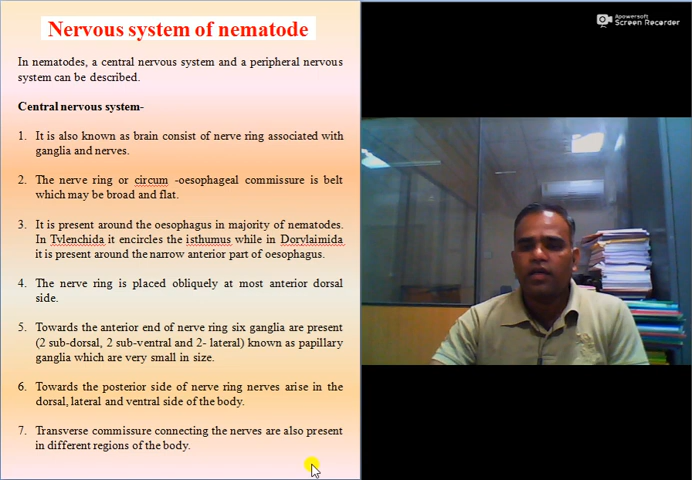 Nervous system of nematode
In nematodes, a central nervous system and a peripheral nervous
system can be described.
Central nervous system-
1. It is also known as brain consist of nerve ring associated with
ganglia and nerves.
2. The nerve ring or circum -oesophageal commissure is belt
which may be broad and flat.
3. It is present around the oesophagus in majority of nematodes.
In Tylenchida it encircles the isthumus while in Dorylaimida
it is present around the narrow anterior part of oesophagus.
4. The nerve ring is placed obliquely at most anterior dorsal
side.
5. Towards the anterior end of nerve ring six ganglia are present
(2 sub-dorsal, 2 sub-ventral and 2- lateral) known as papillary
ganglia which are very small in size.
6. Towards the posterior side of nerve ring nerves arise in the
dorsal, lateral and ventral side of the body.
7. Transverse commissure connecting the nerves are also present
in different regions of the body.
Apowersoft
Screen Recorder